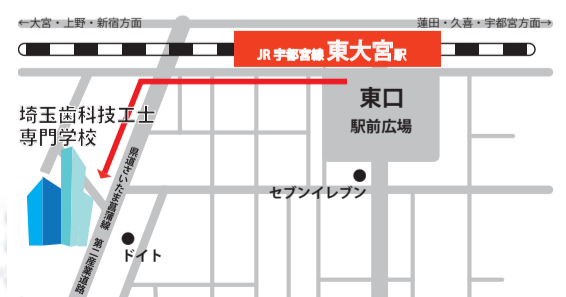 ←大宮・上野・新宿方面
蓮田・久喜・宇都宮方面→
JR 宇都宮線 東大宮駅
東口
駅前広場
埼玉歯科技工士
専門学校
県道さいたま菖蒲線 第二産業道路
セブンイレブン
ドイト